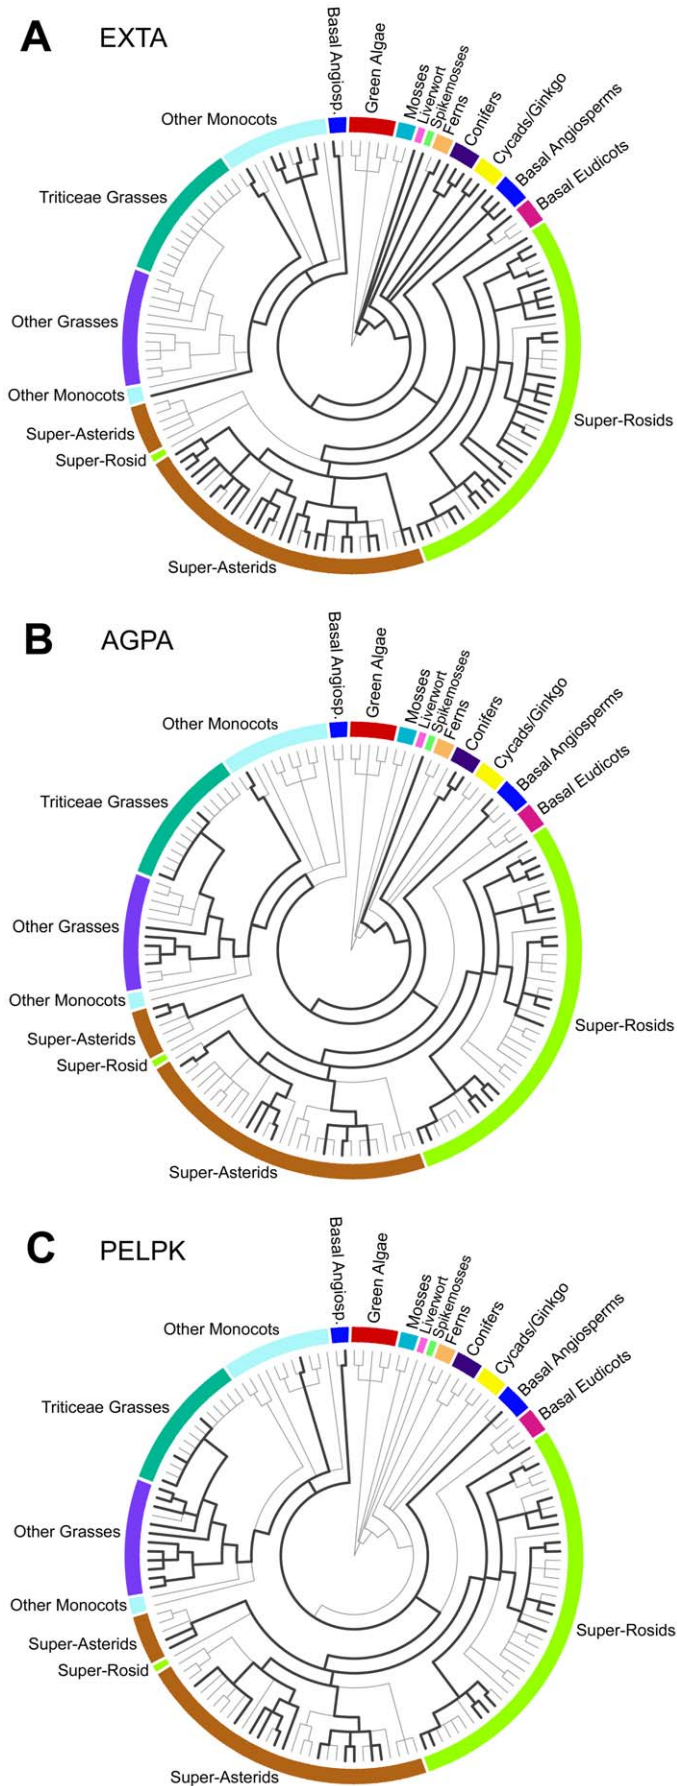 A EXTA
Basal Angiosp.
Green Algae
Mosses
Liverwort
Spikemosses
Ferns
Conifers
Cycads/Ginkgo
Basal Angiosperms
Basal Eudicots
Other Monocots
Triticeae Grasses
Other Grasses
Other Monocots
Super-Asterids
Super-Rosid
Super-Rosids
Super-Asterids
B AGPA
Basal Angiosp.
Green Algae
Mosses
Liverwort
Spikemosses
Ferns
Conifers
Cycads/Ginkgo
Basal Angiosperms
Basal Eudicots
Other Monocots
Triticeae Grasses
Other Grasses
Other Monocots
Super-Asterids
Super-Rosid
Super-Rosids
Super-Asterids
C PELPK
Basal Angiosp.
Green Algae
Mosses
Liverwort
Spikemosses
Ferns
Conifers
Cycads/Ginkgo
Basal Angiosperms
Basal Eudicots
Other Monocots
Triticeae Grasses
Other Grasses
Other Monocots
Super-Asterids
Super-Rosid
Super-Rosids
Super-Asterids